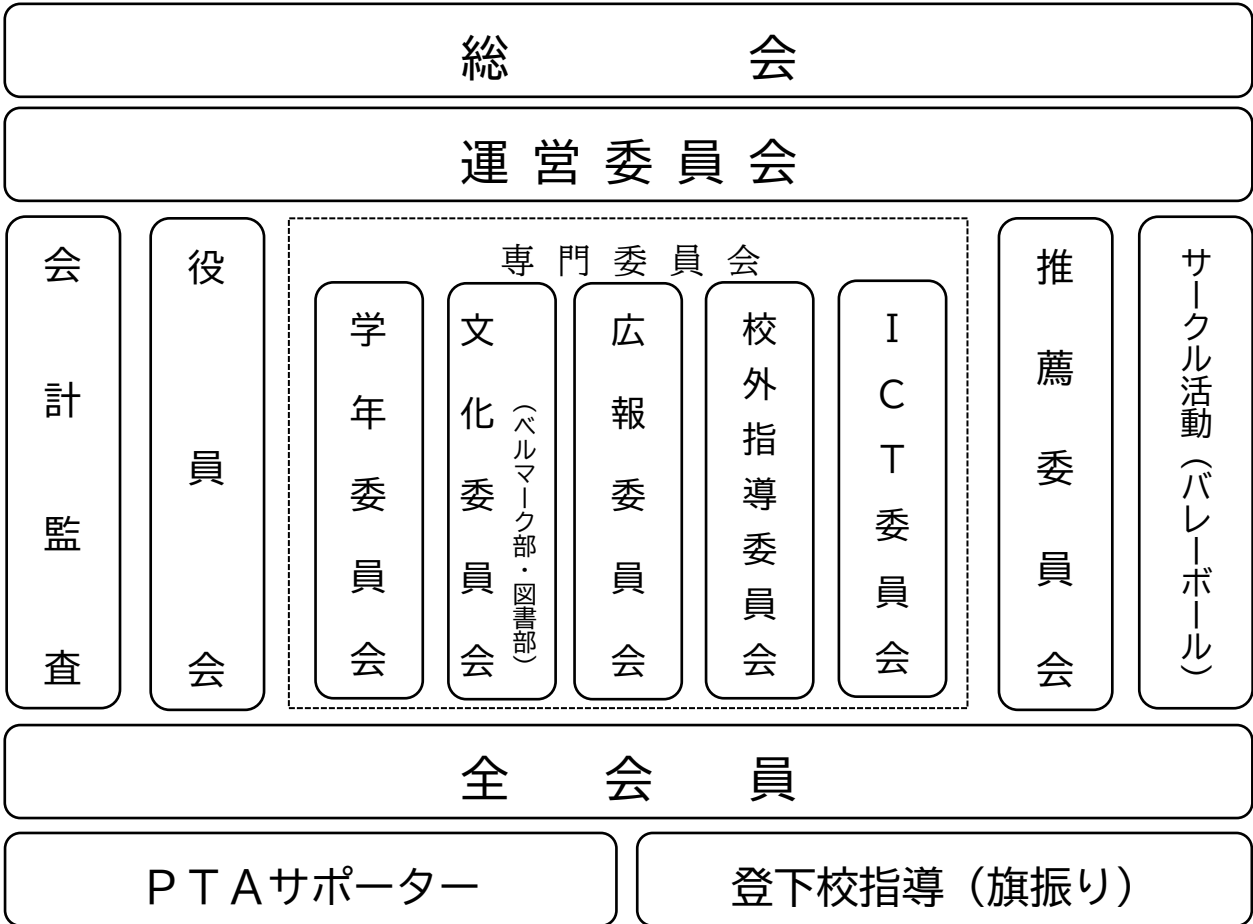 総会
運営委員会
会計監査
役員会
専門委員会
学年委員会
文化委員会
（ベルマーク部・図書部）
広報委員会
校外指導委員会
ＩＣＴ委員会
推薦委員会
サークル活動（バレーボール）
全会員
ＰＴＡサポーター
登下校指導（旗振り）